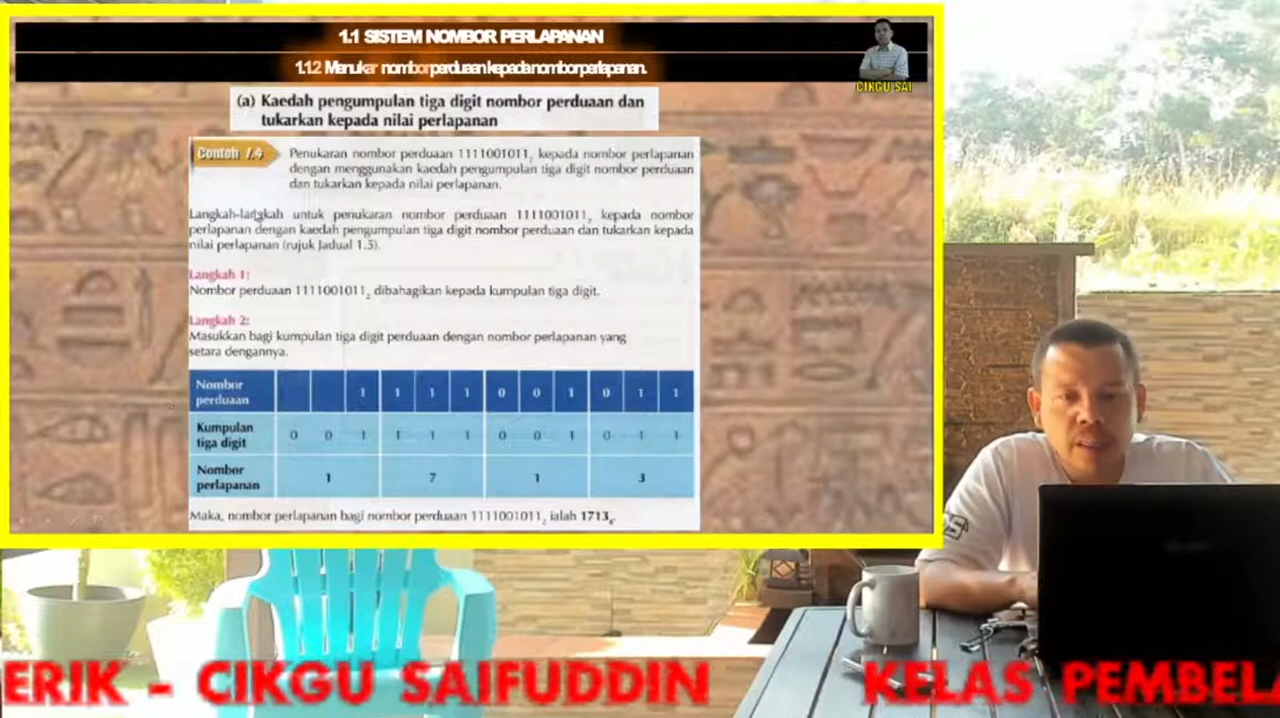 1.1 SISTEM NOMBOR PERLAPANAN
1.1.2 Menukar nombor perduaan kepada nombor perlapanan.
CIKGU SAI
(a) Kaedah pengumpulan tiga digit nombor perduaan dan
tukarkan kepada nilai perlapanan
Contoh 1.4
Penukaran nombor perduaan 1111001011₂ kepada nombor perlapanan
dengan menggunakan kaedah pengumpulan tiga digit nombor perduaan
dan tukarkan kepada nilai perlapanan.
Langkah-langkah untuk penukaran nombor perduaan 1111001011₂ kepada nombor
perlapanan dengan kaedah pengumpulan tiga digit nombor perduaan dan tukarkan kepada
nilai perlapanan (rujuk Jadual 1.5).
Langkah 1:
Nombor perduaan 1111001011₂ dibahagikan kepada kumpulan tiga digit.
Langkah 2:
Masukkan bagi kumpulan tiga digit perduaan dengan nombor perlapanan yang
setara dengannya.
Nombor perduaan 1 1 1 1 0 0 1 0 1 1
Kumpulan tiga digit 0 0 1 1 1 1 0 0 1 0 1 1
Nombor perlapanan 1 7 1 3
Maka, nombor perlapanan bagi nombor perduaan 1111001011₂ ialah 1713₈.
ERIK - CIKGU SAIFUDDIN KELAS PEMBELA